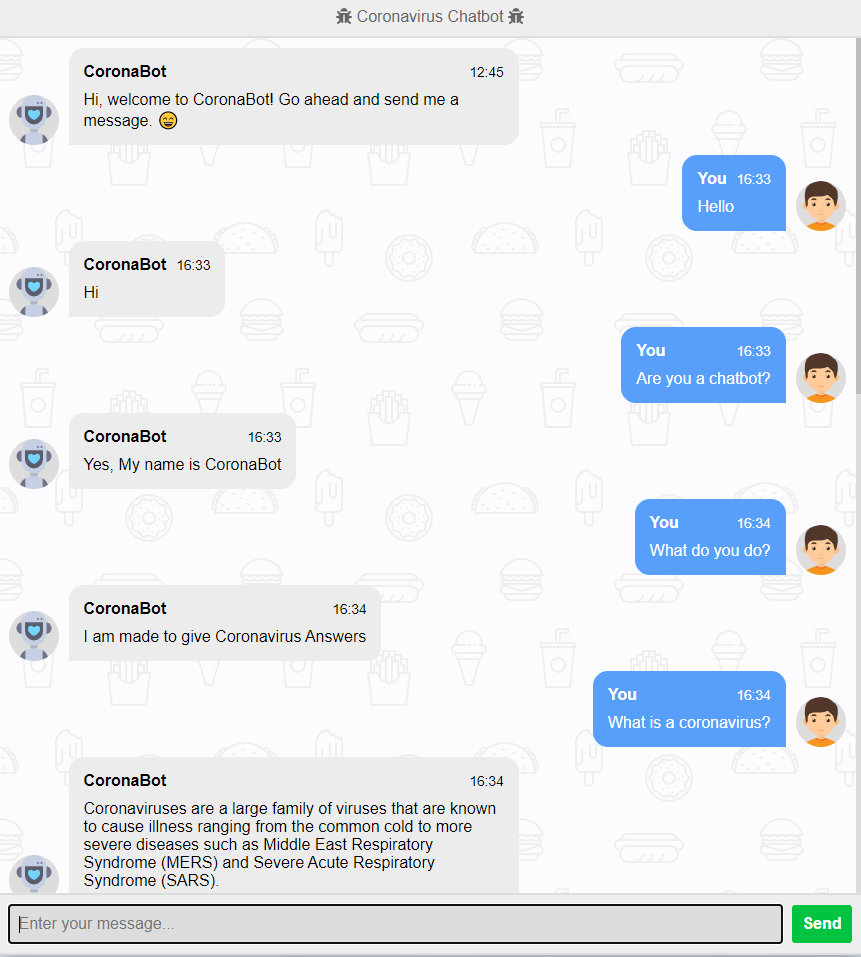 Coronavirus Chatbot
CoronaBot 12:45
Hi, welcome to CoronaBot! Go ahead and send me a
message. 😄
You 16:33
Hello
CoronaBot 16:33
Hi
You 16:33
Are you a chatbot?
CoronaBot 16:33
Yes, My name is CoronaBot
You 16:34
What do you do?
CoronaBot 16:34
I am made to give Coronavirus Answers
You 16:34
What is a coronavirus?
CoronaBot 16:34
Coronaviruses are a large family of viruses that are known
to cause illness ranging from the common cold to more
severe diseases such as Middle East Respiratory
Syndrome (MERS) and Severe Acute Respiratory
Syndrome (SARS).
Enter your message...
Send